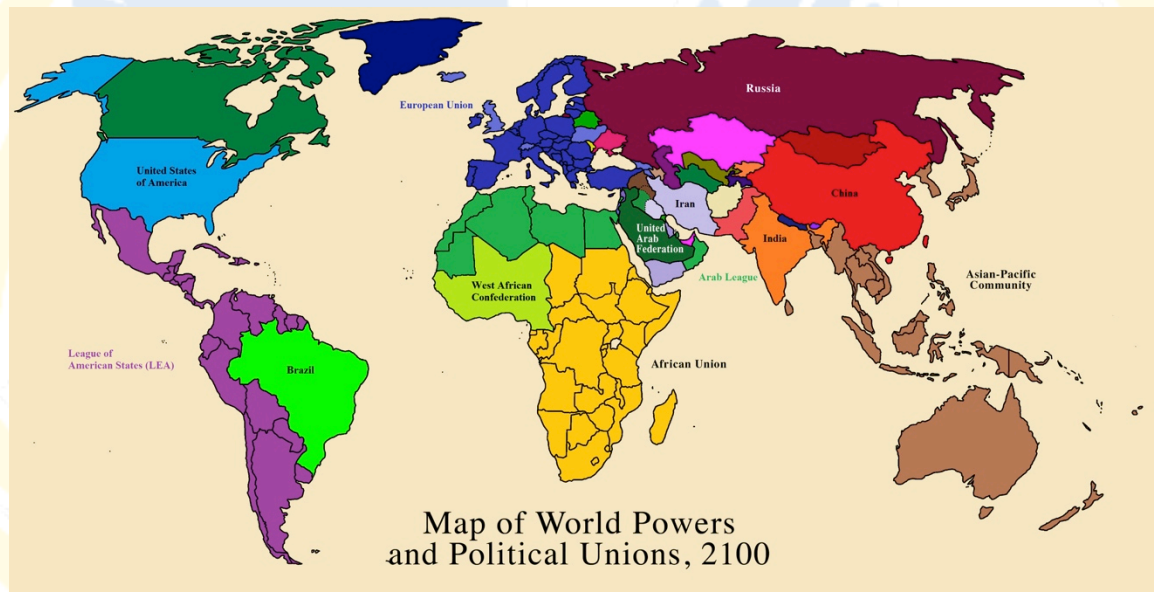 Russia
European Union
United States
of America
China
Iran
United
Arab
Federation
India
Arab League
Asian-Pacific
Community
West African
Confederation
League of
American States (LEA)
Brazil
African Union
Map of World Powers
and Political Unions, 2100